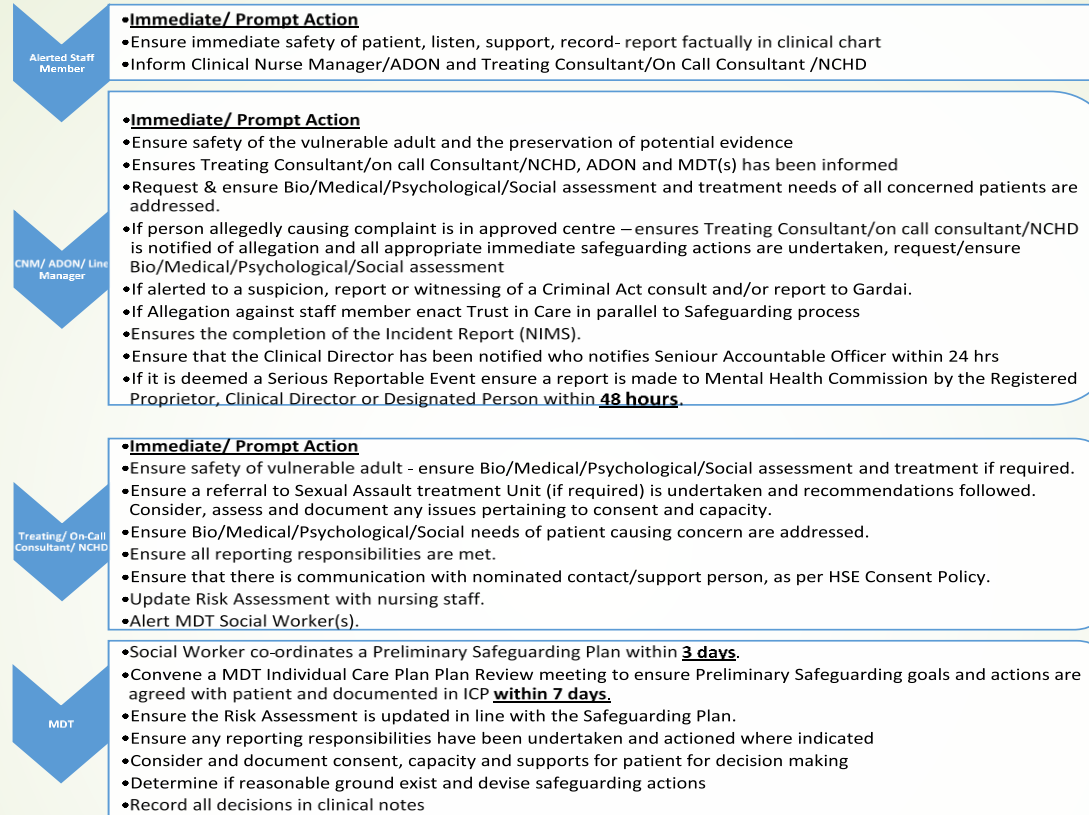 Alerted Staff
Member
•Immediate/ Prompt Action
•Ensure immediate safety of patient, listen, support, record- report factually in clinical chart
•Inform Clinical Nurse Manager/ADON and Treating Consultant/On Call Consultant /NCHD
CNM/ ADON/ Line
Manager
•Immediate/ Prompt Action
•Ensure safety of the vulnerable adult and the preservation of potential evidence
•Ensures Treating Consultant/on call Consultant/NCHD, ADON and MDT(s) has been informed
•Request & ensure Bio/Medical/Psychological/Social assessment and treatment needs of all concerned patients are
addressed.
•If person allegedly causing complaint is in approved centre – ensures Treating Consultant/on call consultant/NCHD
is notified of allegation and all appropriate immediate safeguarding actions are undertaken, request/ensure
Bio/Medical/Psychological/Social assessment
•If alerted to a suspicion, report or witnessing of a Criminal Act consult and/or report to Gardai.
•If Allegation against staff member enact Trust in Care in parallel to Safeguarding process
•Ensures the completion of the Incident Report (NIMS).
•Ensure that the Clinical Director has been notified who notifies Seniour Accountable Officer within 24 hrs
•If it is deemed a Serious Reportable Event ensure a report is made to Mental Health Commission by the Registered
Proprietor, Clinical Director or Designated Person within 48 hours.
Treating/ On-Call
Consultant/ NCHD
•Immediate/ Prompt Action
•Ensure safety of vulnerable adult - ensure Bio/Medical/Psychological/Social assessment and treatment if required.
•Ensure a referral to Sexual Assault treatment Unit (if required) is undertaken and recommendations followed.
Consider, assess and document any issues pertaining to consent and capacity.
•Ensure Bio/Medical/Psychological/Social needs of patient causing concern are addressed.
•Ensure all reporting responsibilities are met.
•Ensure that there is communication with nominated contact/support person, as per HSE Consent Policy.
•Update Risk Assessment with nursing staff.
•Alert MDT Social Worker(s).
MDT
•Social Worker co-ordinates a Preliminary Safeguarding Plan within 3 days.
•Convene a MDT Individual Care Plan Plan Review meeting to ensure Preliminary Safeguarding goals and actions are
agreed with patient and documented in ICP within 7 days.
•Ensure the Risk Assessment is updated in line with the Safeguarding Plan.
•Ensure any reporting responsibilities have been undertaken and actioned where indicated
•Consider and document consent, capacity and supports for patient for decision making
•Determine if reasonable ground exist and devise safeguarding actions
•Record all decisions in clinical notes